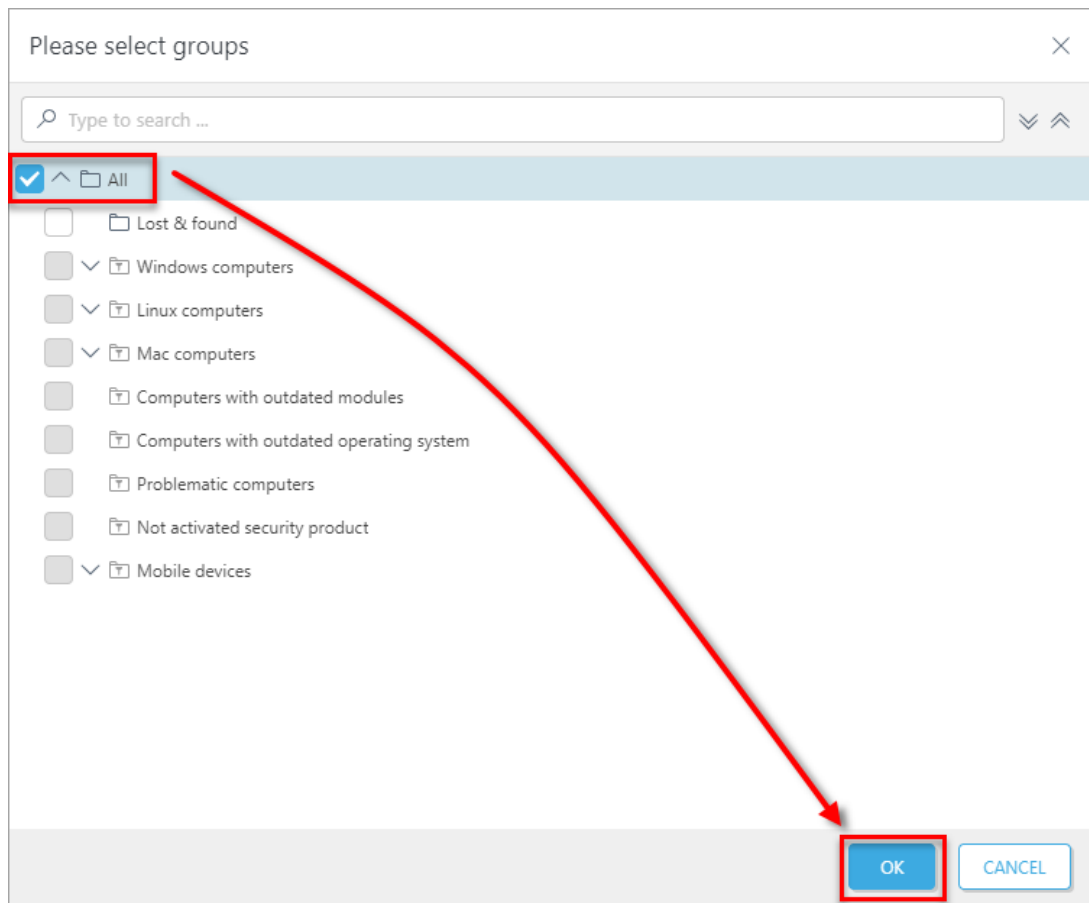 Please select groups
Type to search ...
All
Lost & found
Windows computers
Linux computers
Mac computers
Computers with outdated modules
Computers with outdated operating system
Problematic computers
Not activated security product
Mobile devices
OK CANCEL